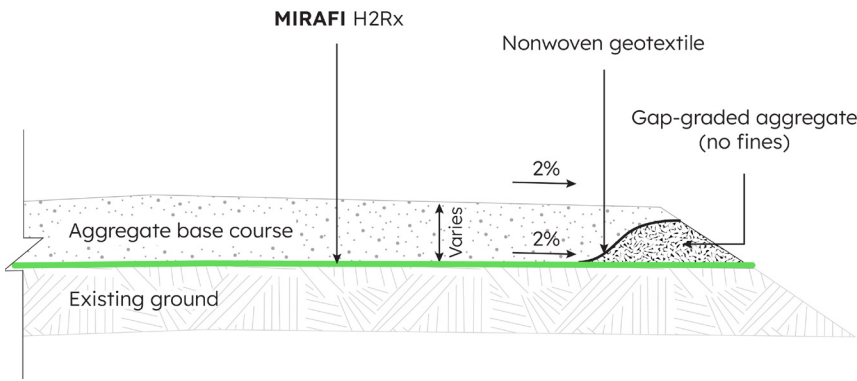 MIRAFI H2Rx
Nonwoven geotextile
Gap-graded aggregate
(no fines)
2%
Aggregate base course
Varies
2%
Existing ground